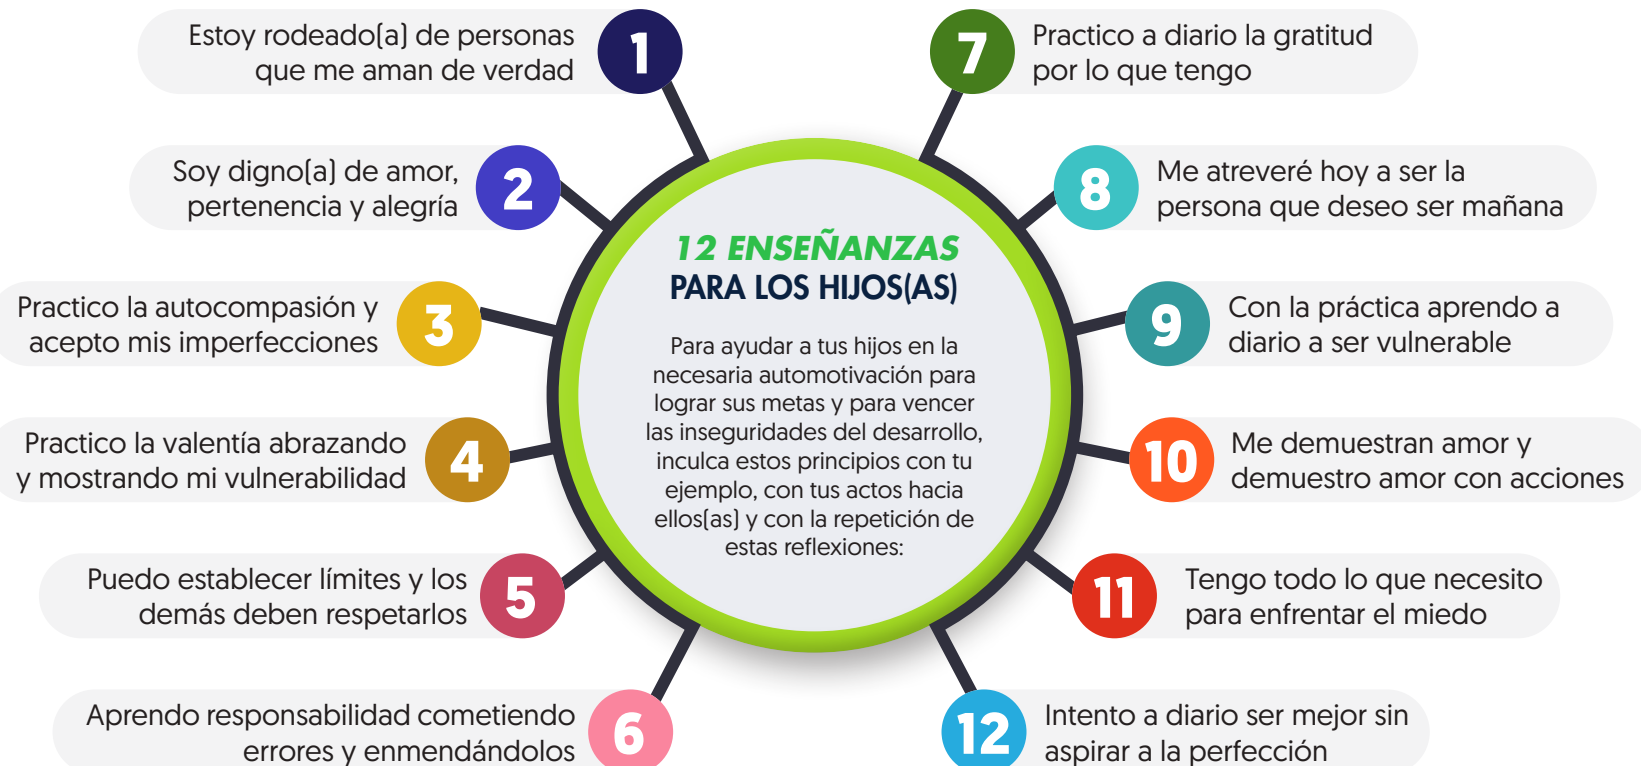 12 ENSEÑANZAS
PARA LOS HIJOS(AS)
Para ayudar a tus hijos en la
necesaria automotivación para
lograr sus metas y para vencer
las inseguridades del desarrollo,
inculca estos principios con tu
ejemplo, con tus actos hacia
ellos(as) y con la repetición de
estas reflexiones:
1
Estoy rodeado(a) de personas
que me aman de verdad
2
Soy digno(a) de amor,
pertenencia y alegría
3
Practico la autocompasión y
acepto mis imperfecciones
4
Practico la valentía abrazando
y mostrando mi vulnerabilidad
5
Puedo establecer límites y los
demás deben respetarlos
6
Aprendo responsabilidad cometiendo
errores y enmendándolos
7
Practico a diario la gratitud
por lo que tengo
8
Me atreveré hoy a ser la
persona que deseo ser mañana
9
Con la práctica aprendo a
diario a ser vulnerable
10
Me demuestran amor y
demuestro amor con acciones
11
Tengo todo lo que necesito
para enfrentar el miedo
12
Intento a diario ser mejor sin
aspirar a la perfección